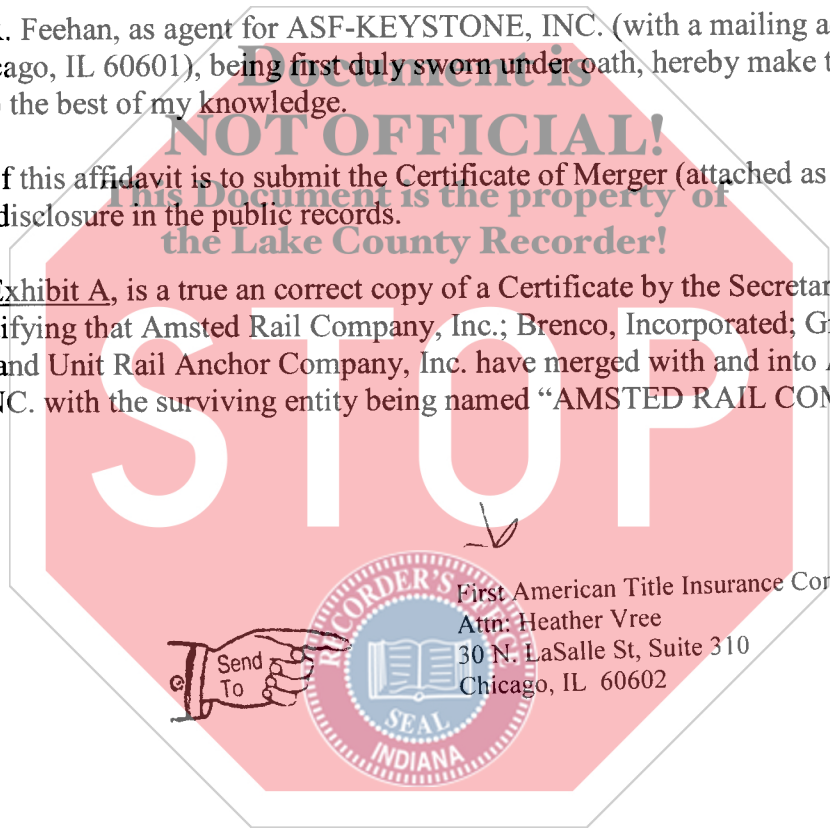 . Feehan, as agent for ASF-KEYSTONE, INC. (with a mailing a
cago, IL 60601), being first duly sworn under oath, hereby make t
the best of my knowledge.
Document is
NOT OFFICIAL!
This Document is the property of
the Lake County Recorder!
f this affidavit is to submit the Certificate of Merger (attached as
disclosure in the public records.
Exhibit A, is a true an correct copy of a Certificate by the Secretar
ifying that Amsted Rail Company, Inc.; Brenco, Incorporated; G
and Unit Rail Anchor Company, Inc. have merged with and into
NC. with the surviving entity being named “AMSTED RAIL COM
STOP
First American Title Insurance Com
Attn: Heather Vree
30 N. LaSalle St, Suite 310
Chicago, IL 60602
Send
To
RECORDER'S OFFICE
SEAL
INDIANA